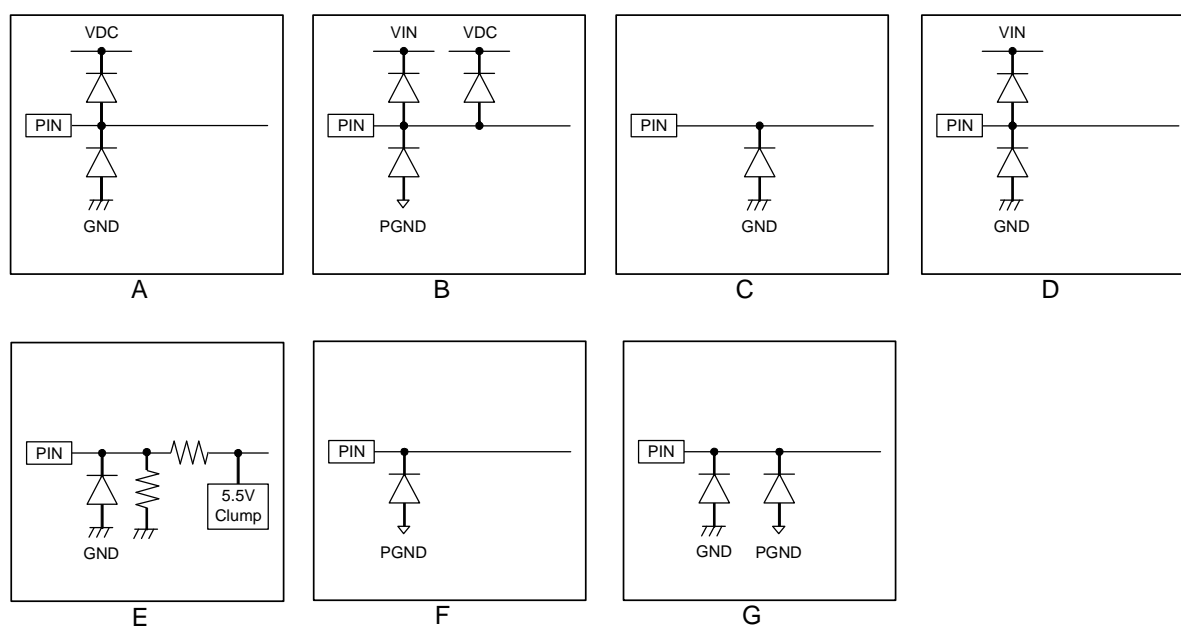 VDC
PIN
GND
A
VIN VDC
PIN
PGND
B
PIN
GND
C
VIN
PIN
GND
D
PIN
5.5V
Clump
GND
E
PIN
PGND
F
PIN
GND PGND
G